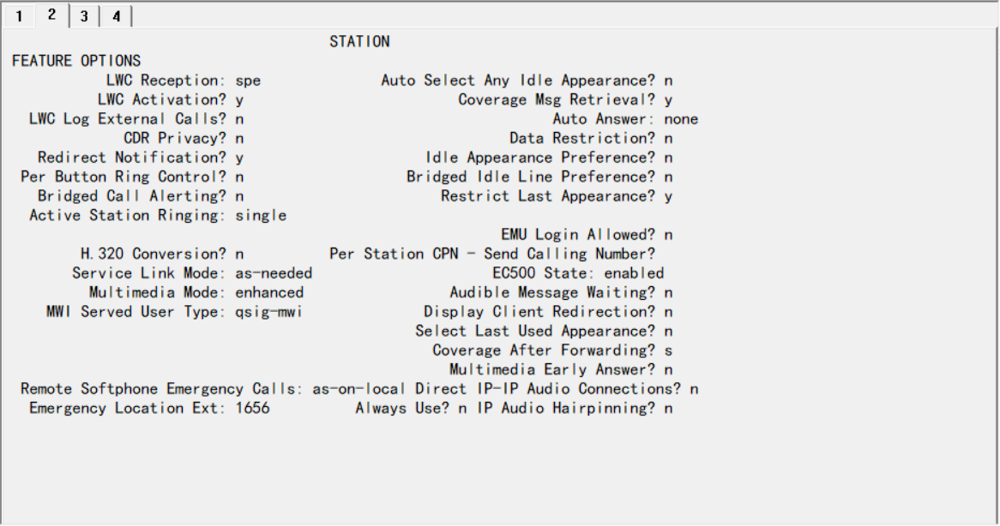 1 2 3 4
STATION
FEATURE OPTIONS
LWC Reception: spe Auto Select Any Idle Appearance? n
LWC Activation? y Coverage Msg Retrieval? y
LWC Log External Calls? n Auto Answer: none
CDR Privacy? n Data Restriction? n
Redirect Notification? y Idle Appearance Preference? n
Per Button Ring Control? n Bridged Idle Line Preference? n
Bridged Call Alerting? n Restrict Last Appearance? y
Active Station Ringing: single
EMU Login Allowed? n
H.320 Conversion? n Per Station CPN - Send Calling Number?
Service Link Mode: as-needed EC500 State: enabled
Multimedia Mode: enhanced Audible Message Waiting? n
MWI Served User Type: qsig-mwi Display Client Redirection? n
Select Last Used Appearance? n
Coverage After Forwarding? s
Multimedia Early Answer? n
Remote Softphone Emergency Calls: as-on-local Direct IP-IP Audio Connections? n
Emergency Location Ext: 1656 Always Use? n IP Audio Hairpinning? n